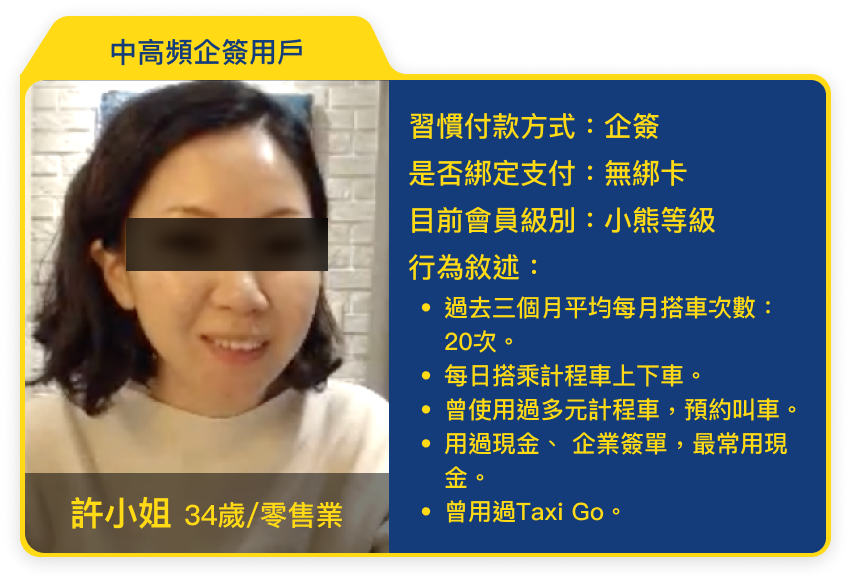 中高頻企簽用戶
習慣付款方式：企簽
是否綁定支付：無綁卡
目前會員級別：小熊等級
行為敘述：
• 過去三個月平均每月搭車次數：
20次。
• 每日搭乘計程車上下車。
• 曾使用過多元計程車，預約叫車。
• 用過現金、 企業簽單，最常用現
金。
• 曾用過Taxi Go。
許小姐 34歲/零售業